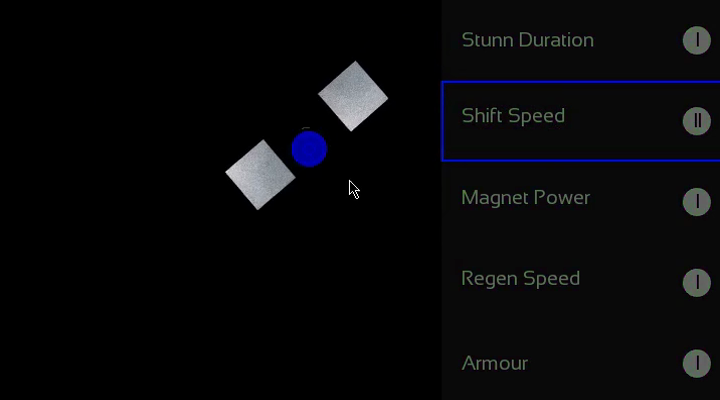 Stunn Duration I
Shift Speed II
Magnet Power I
Regen Speed I
Armour I